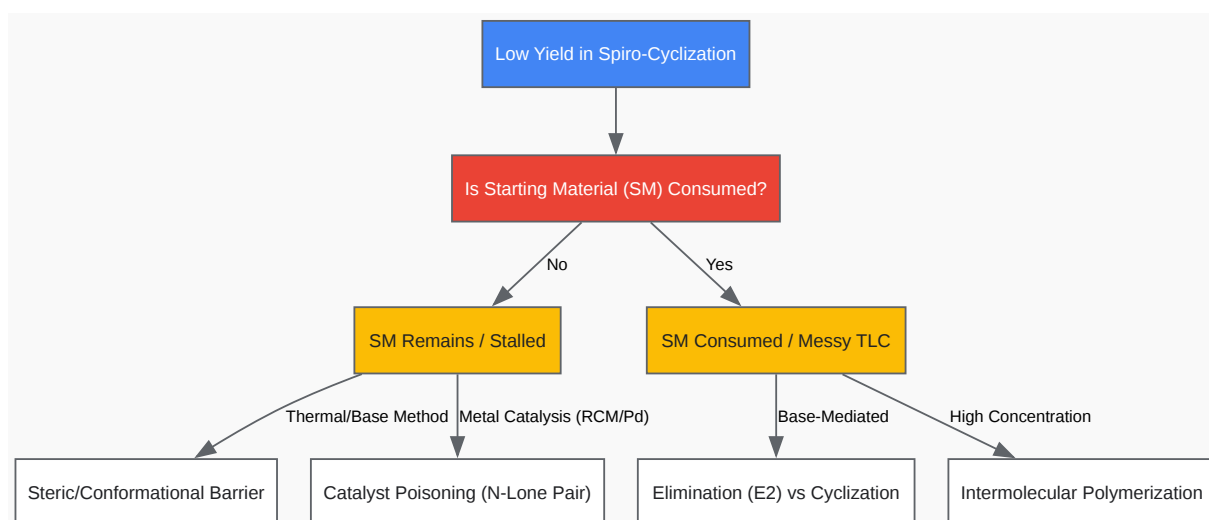 Low Yield in Spiro-Cyclization
Is Starting Material (SM) Consumed?
No
Yes
SM Remains / Stalled
SM Consumed / Messy TLC
Thermal/Base Method
Metal Catalysis (RCM/Pd)
Base-Mediated
High Concentration
Steric/Conformational Barrier
Catalyst Poisoning (N-Lone Pair)
Elimination (E2) vs Cyclization
Intermolecular Polymerization